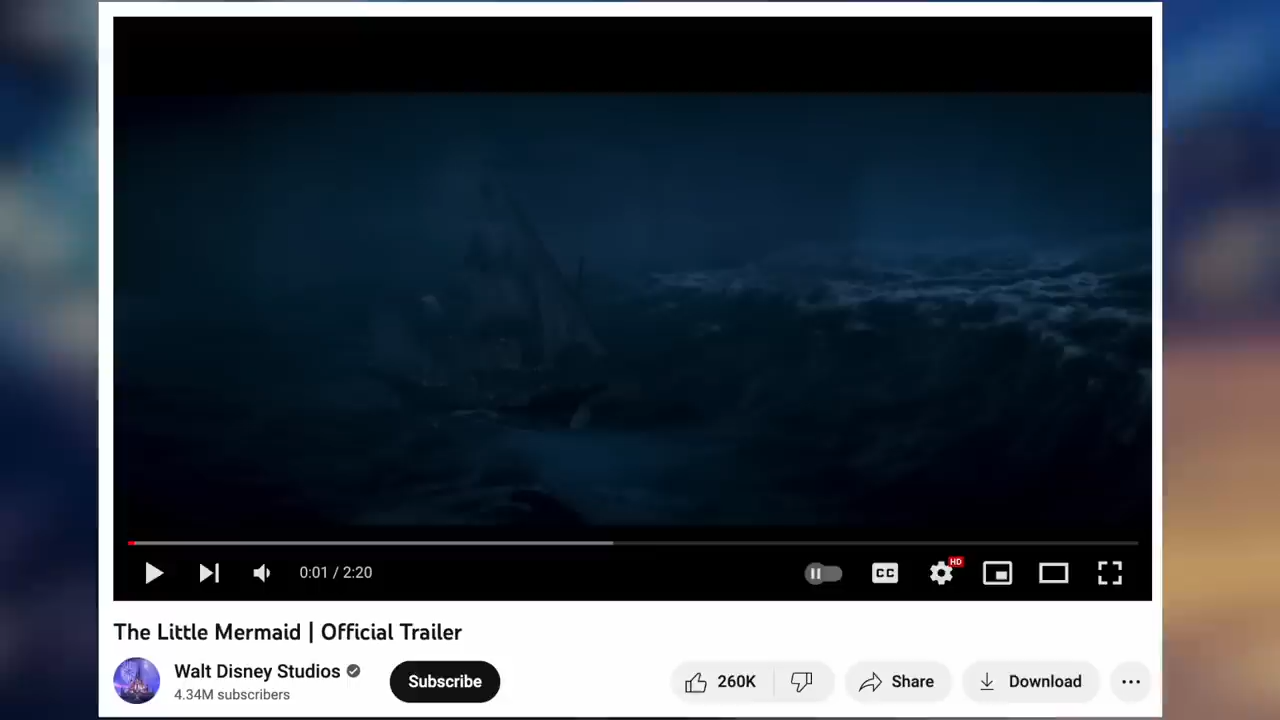 0:01 / 2:20
CC
HD
The Little Mermaid | Official Trailer
Walt Disney Studios
4.34M subscribers
Subscribe
260K
Share
Download